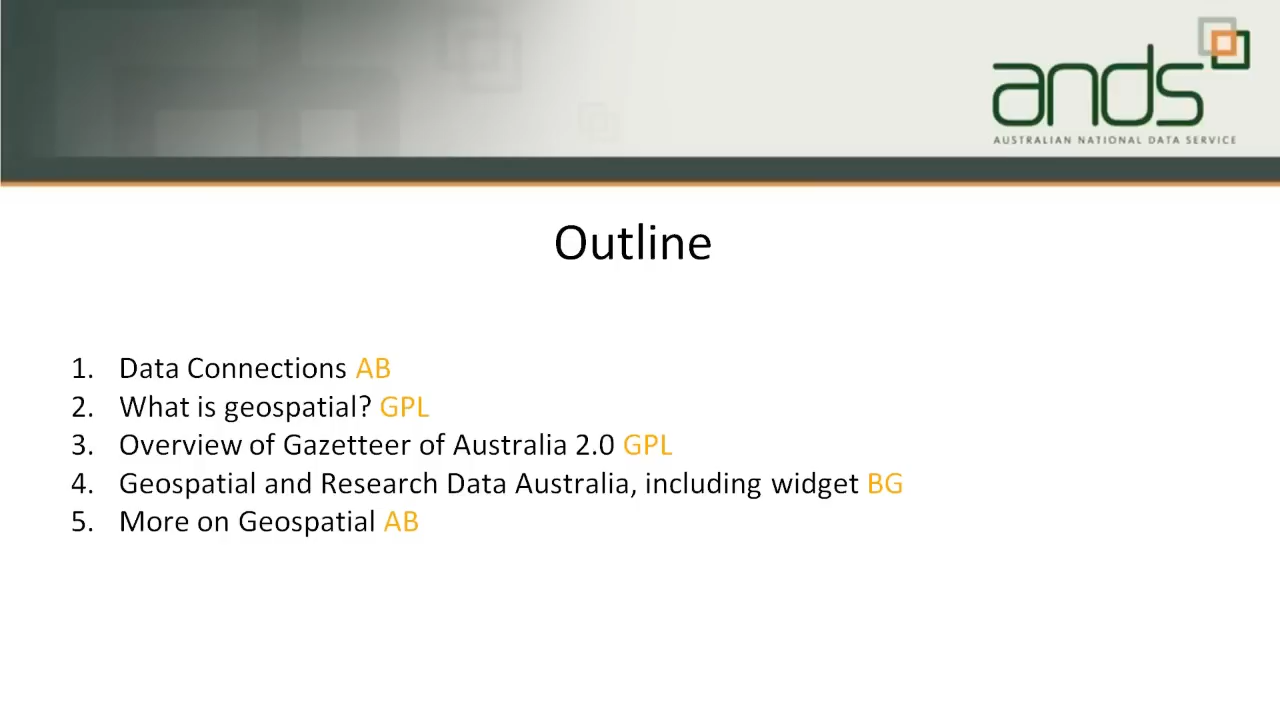 ands
AUSTRALIAN NATIONAL DATA SERVICE
Outline
1. Data Connections AB
2. What is geospatial? GPL
3. Overview of Gazetteer of Australia 2.0 GPL
4. Geospatial and Research Data Australia, including widget BG
5. More on Geospatial AB